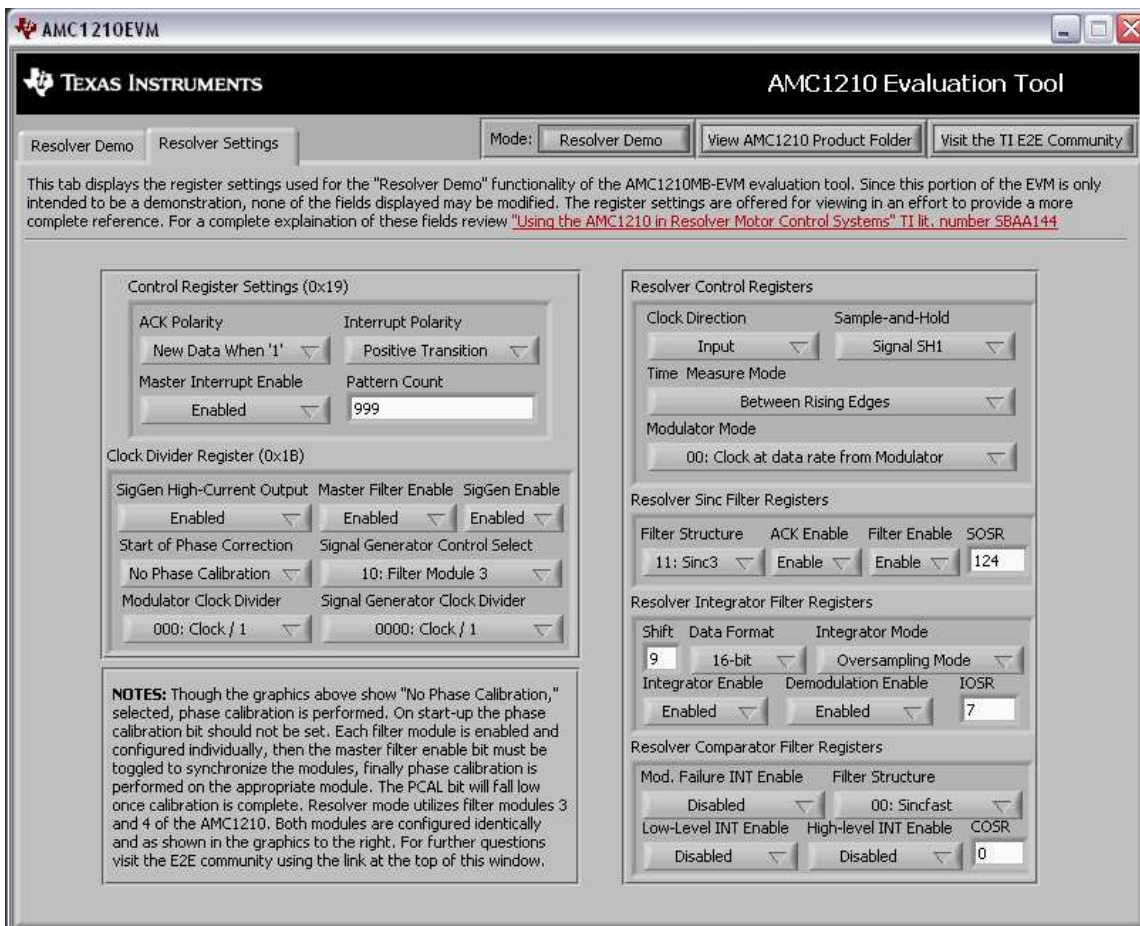 AMC1210EVM
TEXAS INSTRUMENTS
AMC1210 Evaluation Tool
Resolver Demo
Resolver Settings
Mode:
Resolver Demo
View AMC1210 Product Folder
Visit the TI E2E Community
This tab displays the register settings used for the "Resolver Demo" functionality of the AMC1210MB-EVM evaluation tool. Since this portion of the EVM is only
intended to be a demonstration, none of the fields displayed may be modified. The register settings are offered for viewing in an effort to provide a more
complete reference. For a complete explaination of these fields review "Using the AMC1210 in Resolver Motor Control Systems" TI lit. number SBAA144
Control Register Settings (0x19)
ACK Polarity
Interrupt Polarity
New Data When '1'
Positive Transition
Master Interrupt Enable
Pattern Count
Enabled
999
Clock Divider Register (0x1B)
SigGen High-Current Output
Master Filter Enable
SigGen Enable
Enabled
Enabled
Enabled
Start of Phase Correction
Signal Generator Control Select
No Phase Calibration
10: Filter Module 3
Modulator Clock Divider
Signal Generator Clock Divider
000: Clock / 1
0000: Clock / 1
NOTES: Though the graphics above show "No Phase Calibration,"
selected, phase calibration is performed. On start-up the phase
calibration bit should not be set. Each filter module is enabled and
configured individually, then the master filter enable bit must be
toggled to synchronize the modules, finally phase calibration is
performed on the appropriate module. The PCAL bit will fall low
once calibration is complete. Resolver mode utilizes filter modules 3
and 4 of the AMC1210. Both modules are configured identically
and as shown in the graphics to the right. For further questions
visit the E2E community using the link at the top of this window.
Resolver Control Registers
Clock Direction
Sample-and-Hold
Input
Signal SH1
Time Measure Mode
Between Rising Edges
Modulator Mode
00: Clock at data rate from Modulator
Resolver Sinc Filter Registers
Filter Structure
ACK Enable
Filter Enable
SOSR
11: Sinc3
Enable
Enable
124
Resolver Integrator Filter Registers
Shift
Data Format
Integrator Mode
9
16-bit
Oversampling Mode
Integrator Enable
Demodulation Enable
IOSR
Enabled
Enabled
7
Resolver Comparator Filter Registers
Mod. Failure INT Enable
Filter Structure
Disabled
00: Sincfast
Low-Level INT Enable
High-level INT Enable
COSR
Disabled
Disabled
0